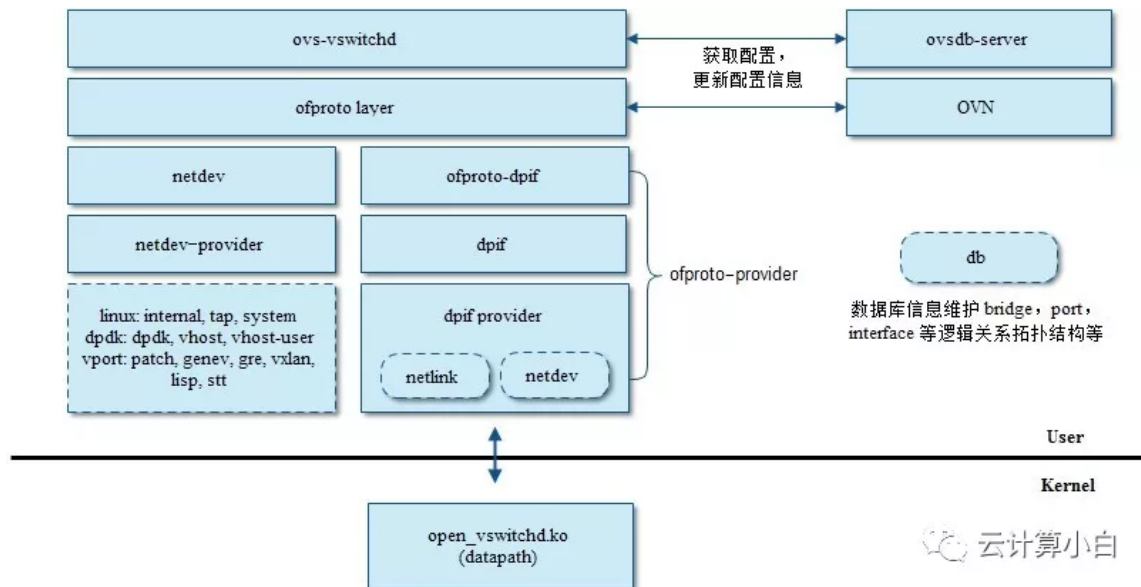 ovs-vswitchd
ovsdb-server
获取配置，
更新配置信息
ofproto layer
OVN
netdev
ofproto-dpif
netdev-provider
dpif
ofproto-provider
db
linux: internal, tap, system
dpdk: dpdk, vhost, vhost-user
vport: patch, genev, gre, vxlan,
lisp, stt
dpif provider
netlink
netdev
数据库信息维护 bridge，port，
interface 等逻辑关系拓扑结构等
User
Kernel
open_vswitchd.ko
(datapath)
云计算小白